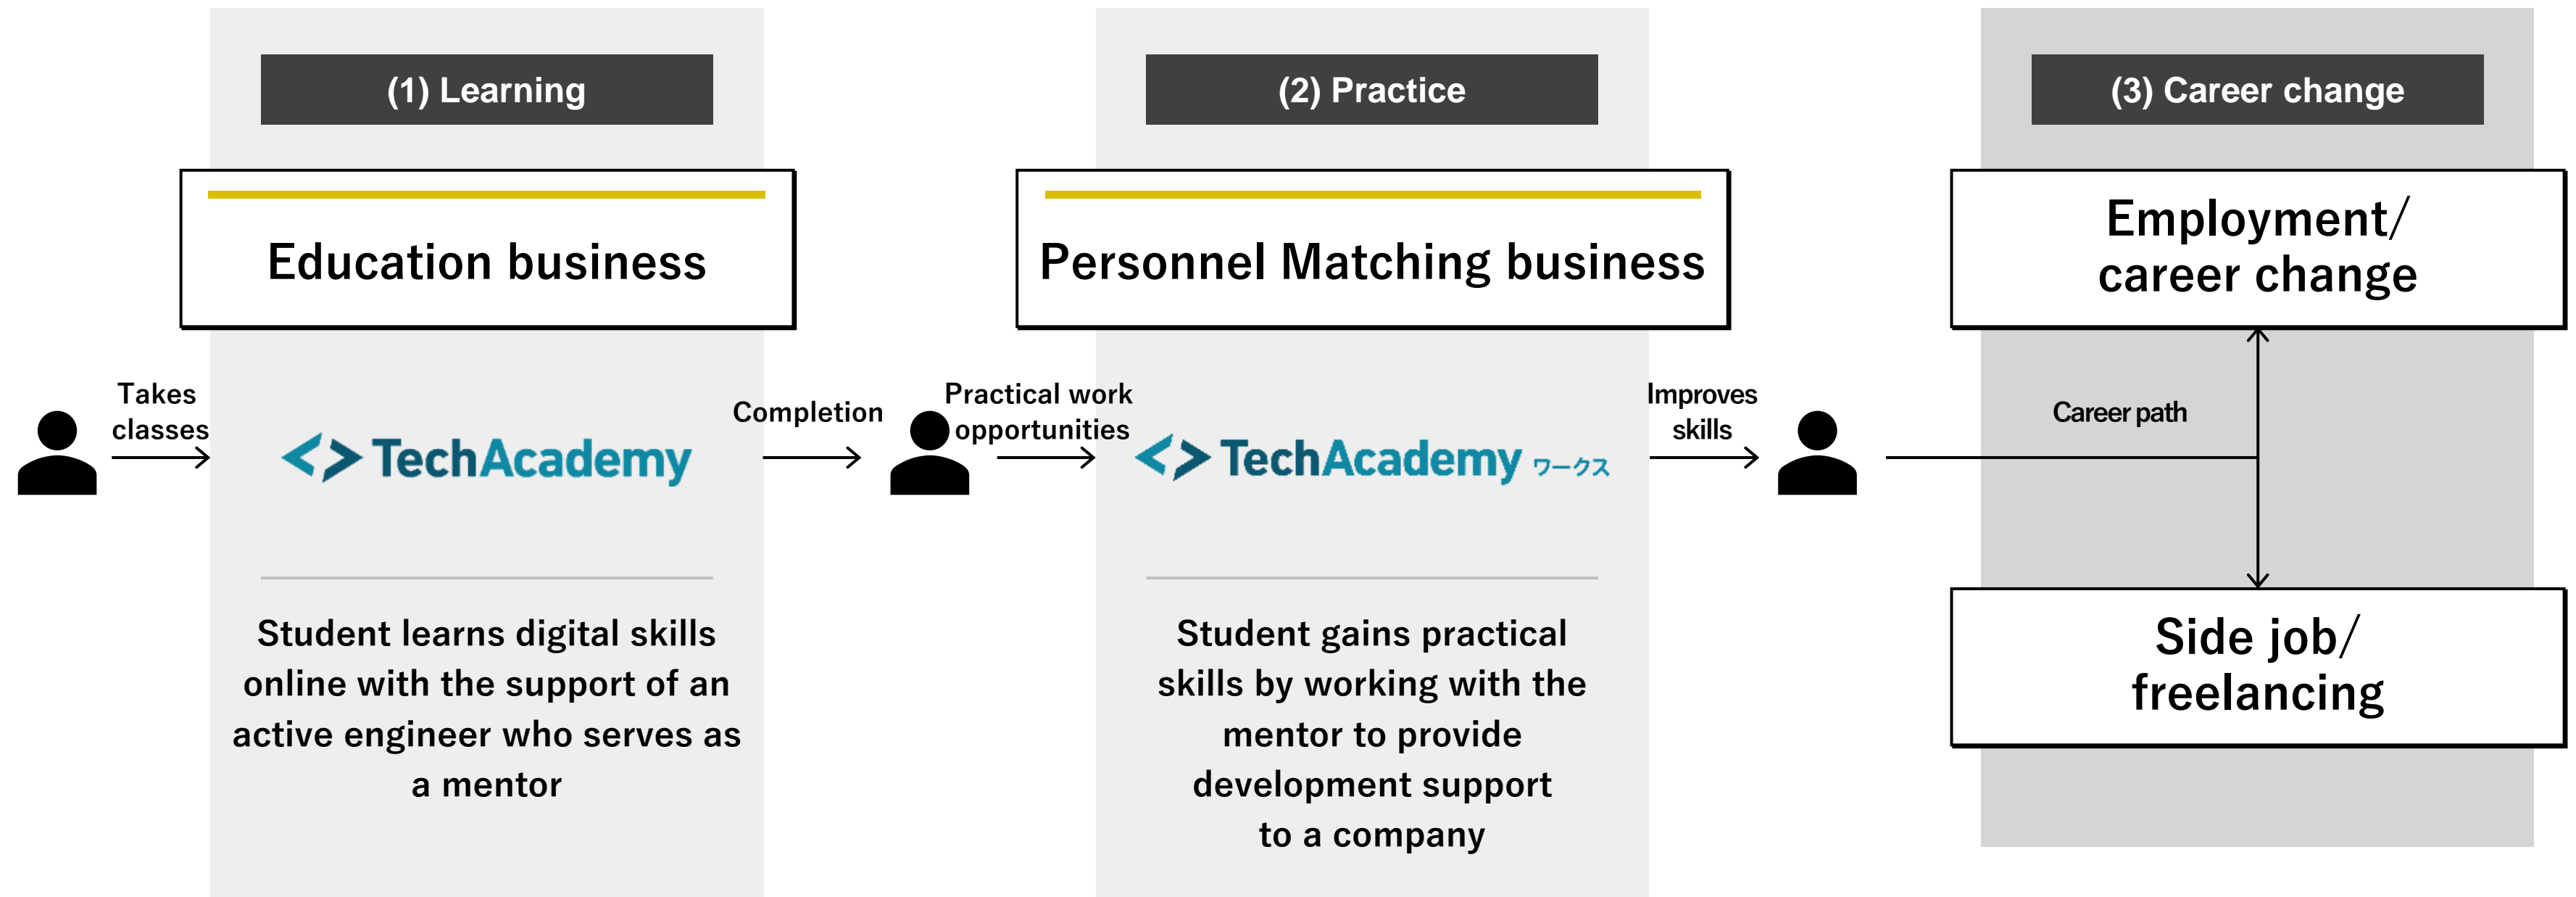 (1) Learning
Education business
Takes
classes
TechAcademy
Student learns digital skills
online with the support of an
active engineer who serves as
a mentor
Completion
(2) Practice
Personnel Matching business
Practical work
opportunities
TechAcademy ワークス
Student gains practical
skills by working with the
mentor to provide
development support
to a company
Improves
skills
(3) Career change
Employment/
career change
Career path
Side job/
freelancing